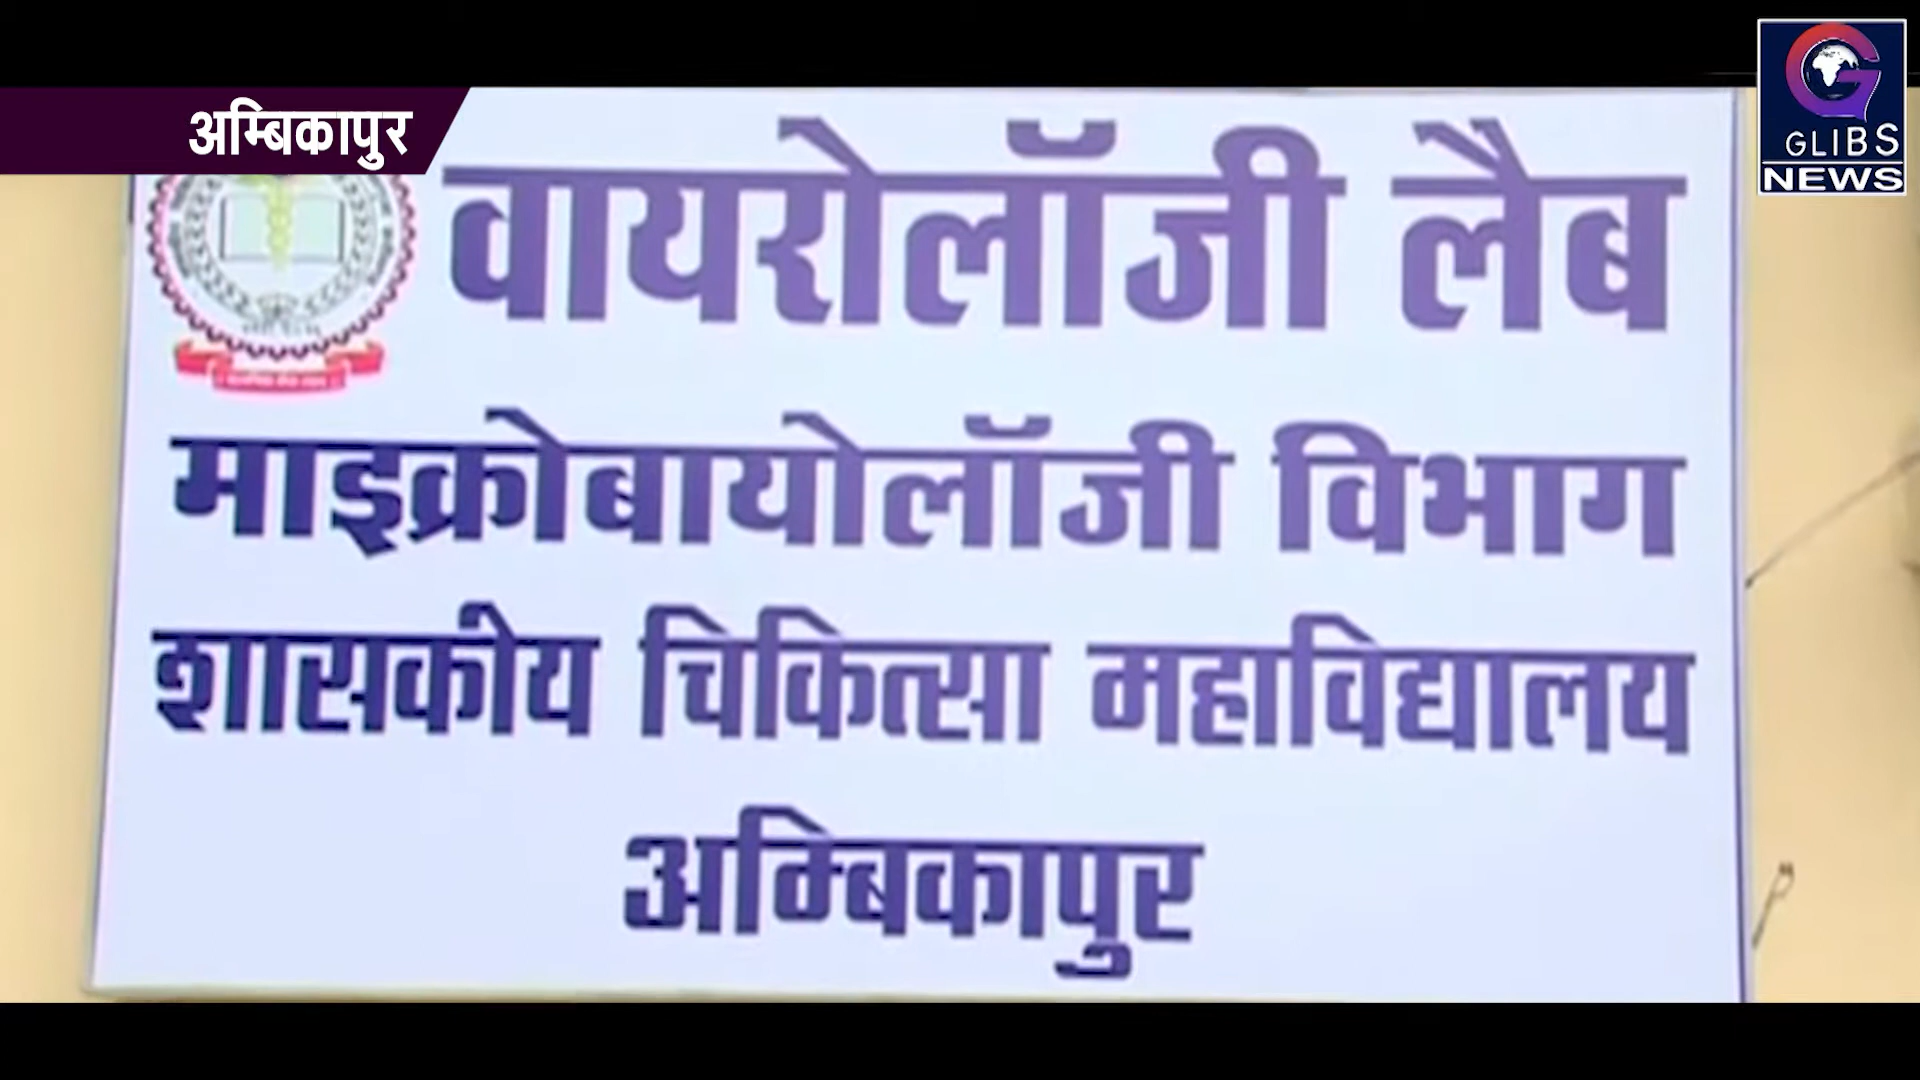 अम्बिकापुर
GLIBS
NEWS
वायरोलॉजी लैब
माइक्रोबायोलॉजी विभाग
शासकीय चिकित्सा महाविद्यालय
अम्बिकापुर